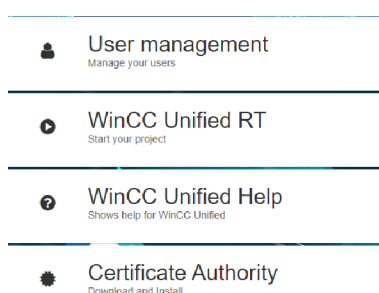 User management
Manage your users
WinCC Unified RT
Start your project
WinCC Unified Help
Shows help for WinCC Unified
Certificate Authority
Download and Install